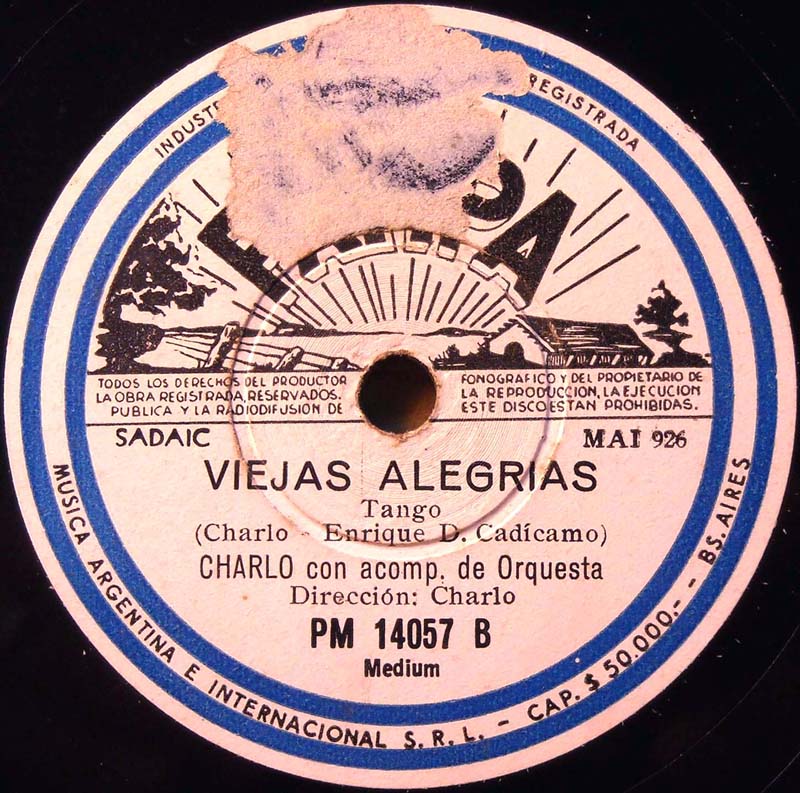 INDUST
REGISTRADA
PA
TODOS LOS DERECHOS DEL PRODUCTOR FONOGRAFICO Y DEL PROPIETARIO DE
LA OBRA REGISTRADA, RESERVADOS. LA REPRODUCCION, LA EJECUCION
PUBLICA Y LA RADIODIFUSION DE ESTE DISCO ESTAN PROHIBIDAS.
SADAIC MAI 926
VIEJAS ALEGRIAS
Tango
(Charlo - Enrique D. Cadícamo)
CHARLO con acomp. de Orquesta
Dirección: Charlo
PM 14057 B
Medium
MUSICA ARGENTINA E INTERNACIONAL S. R. L. - CAP. $ 50.000.- - BS. AIRES